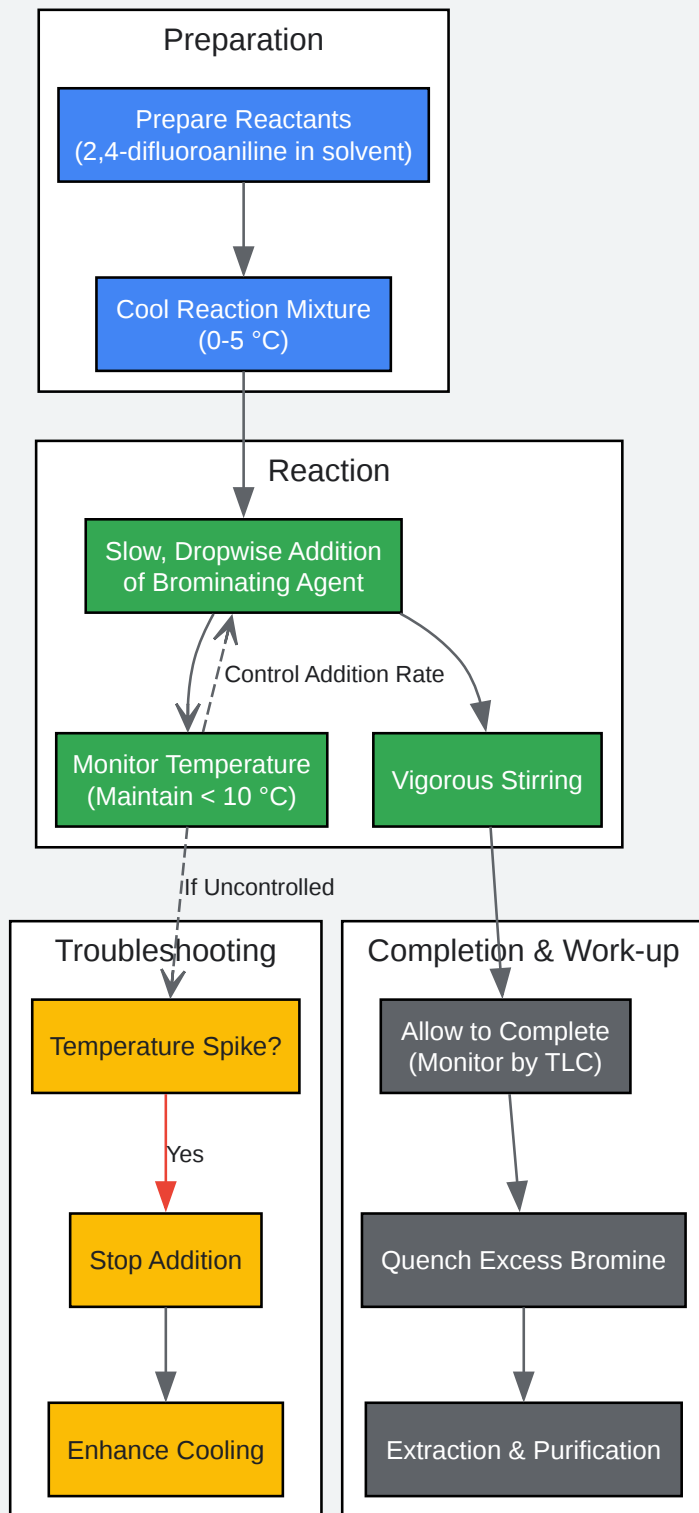 Preparation
Prepare Reactants
(2,4-difluoroaniline in solvent)
Cool Reaction Mixture
(0-5 °C)
Reaction
Slow, Dropwise Addition
of Brominating Agent
Control Addition Rate
Monitor Temperature
(Maintain < 10 °C)
Vigorous Stirring
If Uncontrolled
Troubleshooting
Temperature Spike?
Yes
Stop Addition
Enhance Cooling
Completion & Work-up
Allow to Complete
(Monitor by TLC)
Quench Excess Bromine
Extraction & Purification